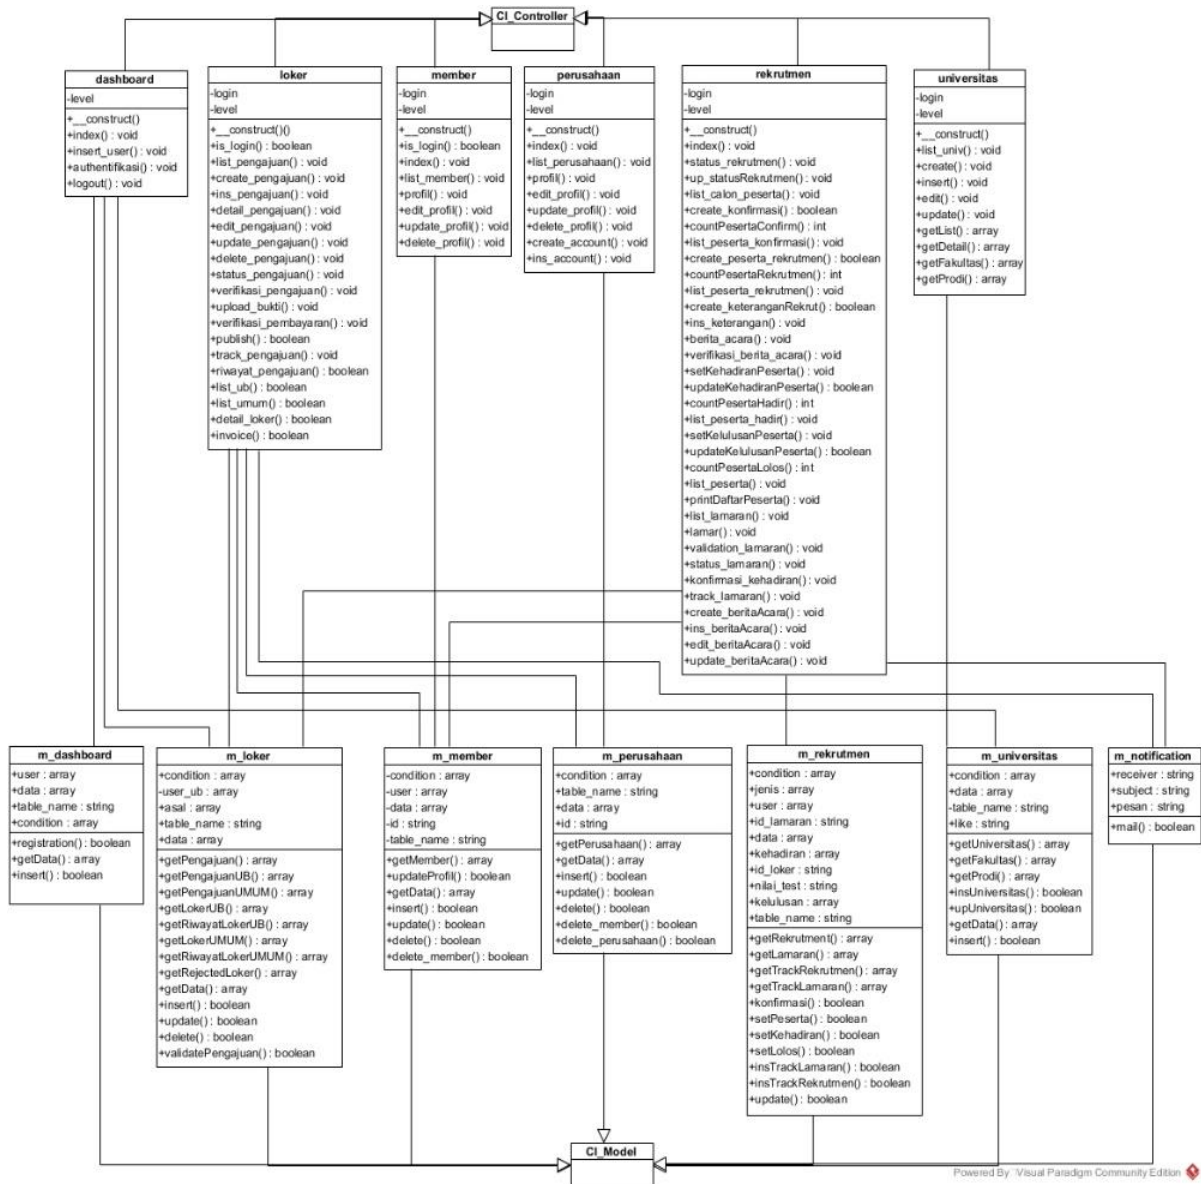 CI_Controller
dashboard
-level
+__construct()
+index() : void
+insert_user() : void
+authentifikasi() : void
+logout() : void
loker
-login
-level
+__construct()()
+is_login() : boolean
+list_pengajuan() : void
+create_pengajuan() : void
+ins_pengajuan() : void
+detail_pengajuan() : void
+edit_pengajuan() : void
+update_pengajuan() : void
+delete_pengajuan() : void
+status_pengajuan() : void
+verifikasi_pengajuan() : void
+upload_bukti() : void
+verifikasi_pembayaran() : void
+publish() : boolean
+track_pengajuan() : void
+riwayat_pengajuan() : boolean
+list_ub() : boolean
+list_umum() : boolean
+detail_loker() : boolean
+invoice() : boolean
member
-login
-level
+__construct()
+is_login() : boolean
+index() : void
+list_member() : void
+profil() : void
+edit_profil() : void
+update_profil() : void
+delete_profil() : void
perusahaan
-login
-level
+__construct()
+index() : void
+list_perusahaan() : void
+profil() : void
+edit_profil() : void
+update_profil() : void
+delete_profil() : void
+create_account() : void
+ins_account() : void
rekrutmen
-login
-level
+__construct()
+index() : void
+status_rekrutmen() : void
+up_statusRekrutmen() : void
+list_calon_peserta() : void
+create_konfirmasi() : boolean
+countPesertaConfirm() : int
+list_peserta_konfirmasi() : void
+create_peserta_rekrutmen() : boolean
+countPesertaRekrutmen() : int
+list_peserta_rekrutmen() : void
+create_keteranganRekrut() : boolean
+ins_keterangan() : void
+berita_acara() : void
+verifikasi_berita_acara() : void
+setKehadiranPeserta() : void
+updateKehadiranPeserta() : boolean
+countPesertaHadir() : int
+list_peserta_hadir() : void
+setKelulusanPeserta() : void
+updateKelulusanPeserta() : boolean
+countPesertaLolos() : int
+list_peserta() : void
+printDaftarPeserta() : void
+list_lamaran() : void
+lamar() : void
+validation_lamaran() : void
+status_lamaran() : void
+konfirmasi_kehadiran() : void
+track_lamaran() : void
+create_beritaAcara() : void
+ins_beritaAcara() : void
+edit_beritaAcara() : void
+update_beritaAcara() : void
universitas
-login
-level
+__construct()
+list_univ() : void
+create() : void
+insert() : void
+edit() : void
+update() : void
+getList() : array
+getDetail() : array
+getFakultas() : array
+getProdi() : array
m_dashboard
+user : array
+data : array
+table_name : string
+condition : array
+registration() : boolean
+getData() : array
+insert() : boolean
m_loker
+condition : array
-user_ub : array
+asal : array
+table_name : string
+data : array
+getPengajuan() : array
+getPengajuanUB() : array
+getPengajuanUMUM() : array
+getLokerUB() : array
+getRiwayatLokerUB() : array
+getLokerUMUM() : array
+getRiwayatLokerUMUM() : array
+getRejectedLoker() : array
+getData() : array
+insert() : boolean
+update() : boolean
+delete() : boolean
+validatePengajuan() : boolean
m_member
-condition : array
-user : array
-data : array
-id : string
-table_name : string
+getMember() : array
+updateProfil() : boolean
+getData() : array
+insert() : boolean
+update() : boolean
+delete() : boolean
+delete_member() : boolean
m_perusahaan
+condition : array
+table_name : string
+data : array
+id : string
+getPerusahaan() : array
+getData() : array
+insert() : boolean
+update() : boolean
+delete() : boolean
+delete_member() : boolean
+delete_perusahaan() : boolean
m_rekrutmen
+condition : array
+jenis : array
+user : array
+id_lamaran : string
+data : array
+kehadiran : array
+id_loker : string
+nilai_test : string
+kelulusan : array
+table_name : string
+getRekrutment() : array
+getLamaran() : array
+getTrackRekrutmen() : array
+getTrackLamaran() : array
+konfirmasi() : boolean
+setPeserta() : boolean
+setKehadiran() : boolean
+setLolos() : boolean
+insTrackLamaran() : boolean
+insTrackRekrutmen() : boolean
+update() : boolean
m_universitas
+condition : array
+data : array
-table_name : string
+like : string
+getUniversitas() : array
+getFakultas() : array
+getProdi() : array
+insUniversitas() : boolean
+upUniversitas() : boolean
+getData() : array
+insert() : boolean
m_notification
+receiver : string
+subject : string
+pesan : string
+mail() : boolean
CI_Model
Powered By Visual Paradigm Community Edition